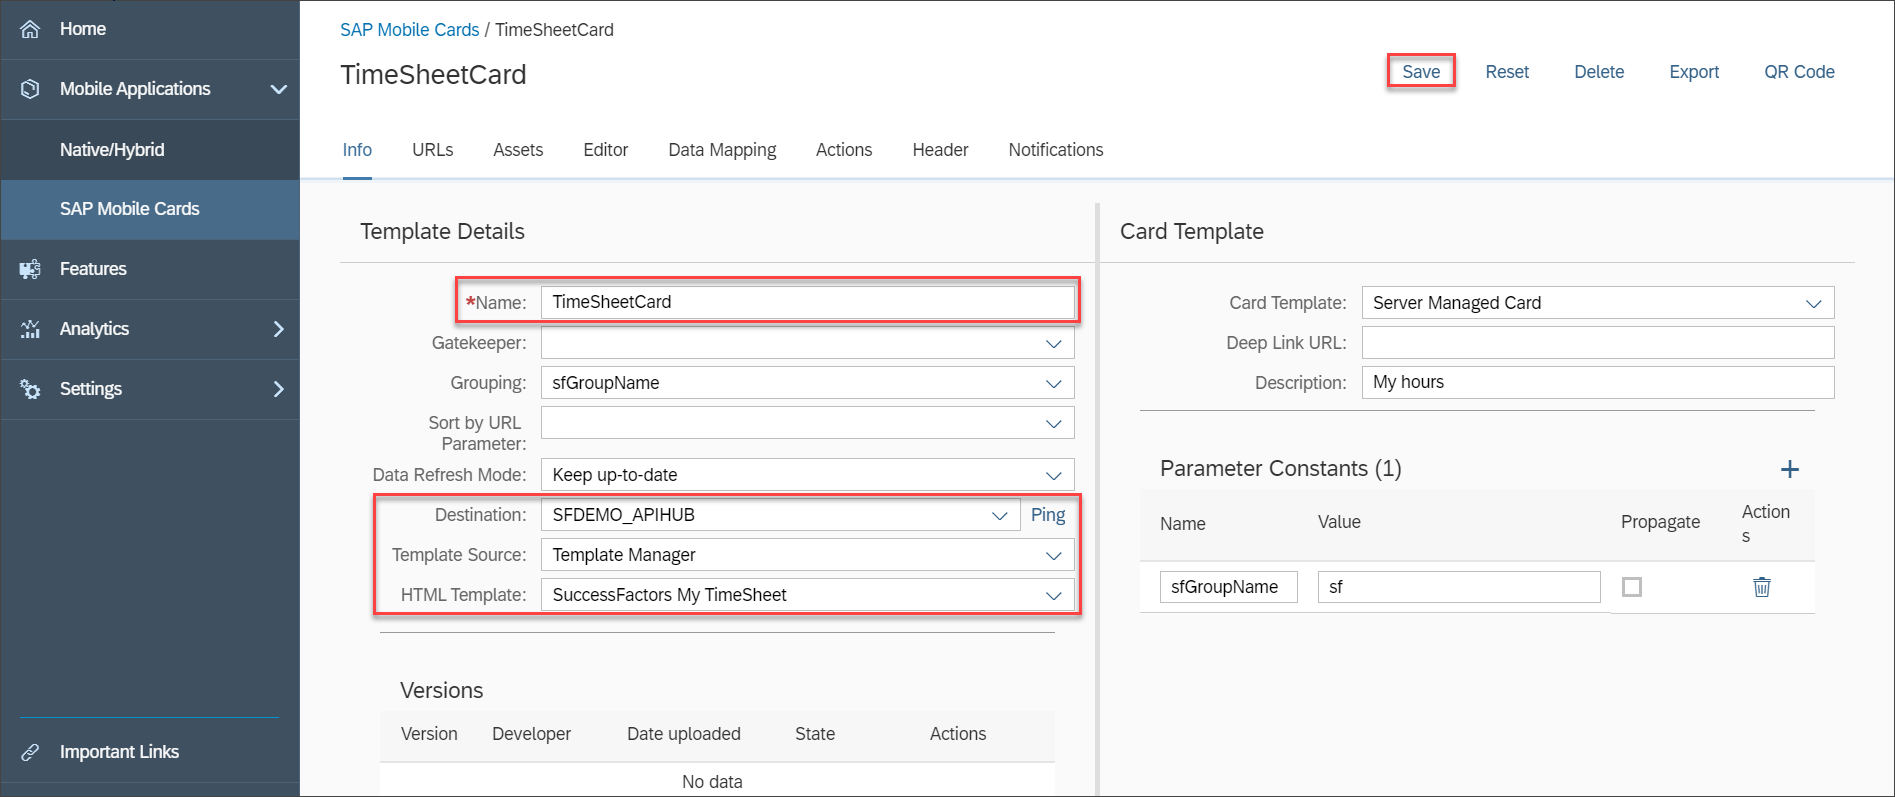 Home
Mobile Applications
Native/Hybrid
SAP Mobile Cards
Features
Analytics
Settings
Important Links
SAP Mobile Cards / TimeSheetCard
TimeSheetCard
Save Reset Delete Export QR Code
Info URLs Assets Editor Data Mapping Actions Header Notifications
Template Details
*Name: TimeSheetCard
Gatekeeper:
Grouping: sfGroupName
Sort by URL
Parameter:
Data Refresh Mode: Keep up-to-date
Destination: SFDEMO_APIHUB Ping
Template Source: Template Manager
HTML Template: SuccessFactors My TimeSheet
Versions
Version Developer Date uploaded State Actions
No data
Card Template
Card Template: Server Managed Card
Deep Link URL:
Description: My hours
Parameter Constants (1)
Name Value Propagate Action
s
sfGroupName sf